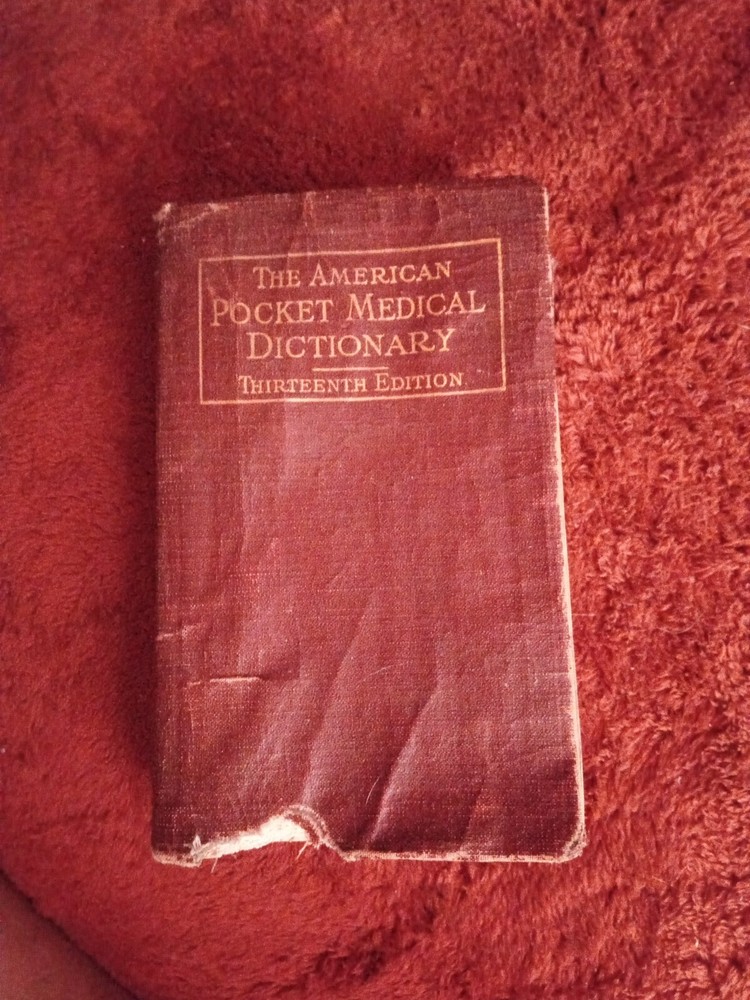 The American
Pocket Medical
Dictionary
Thirteenth Edition